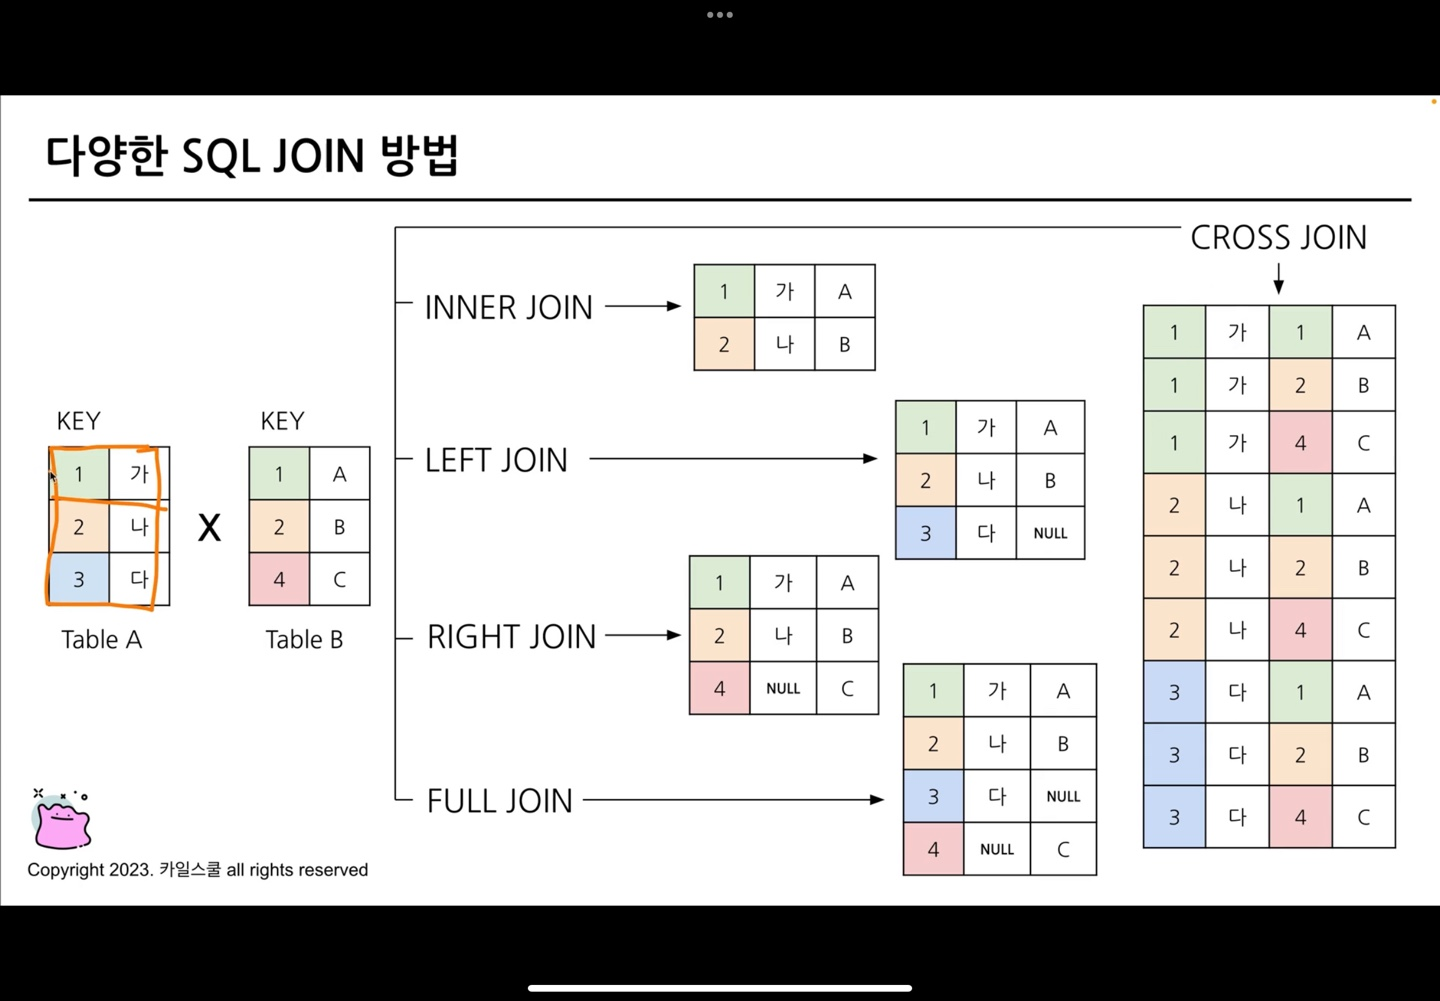 다양한 SQL JOIN 방법
KEY
1 가
2 나
3 다
Table A
X
KEY
1 A
2 B
4 C
Table B
INNER JOIN
1 가 A
2 나 B
LEFT JOIN
1 가 A
2 나 B
3 다 NULL
RIGHT JOIN
1 가 A
2 나 B
4 NULL C
FULL JOIN
1 가 A
2 나 B
3 다 NULL
4 NULL C
CROSS JOIN
1 가 1 A
1 가 2 B
1 가 4 C
2 나 1 A
2 나 2 B
2 나 4 C
3 다 1 A
3 다 2 B
3 다 4 C
Copyright 2023. 카일스쿨 all rights reserved